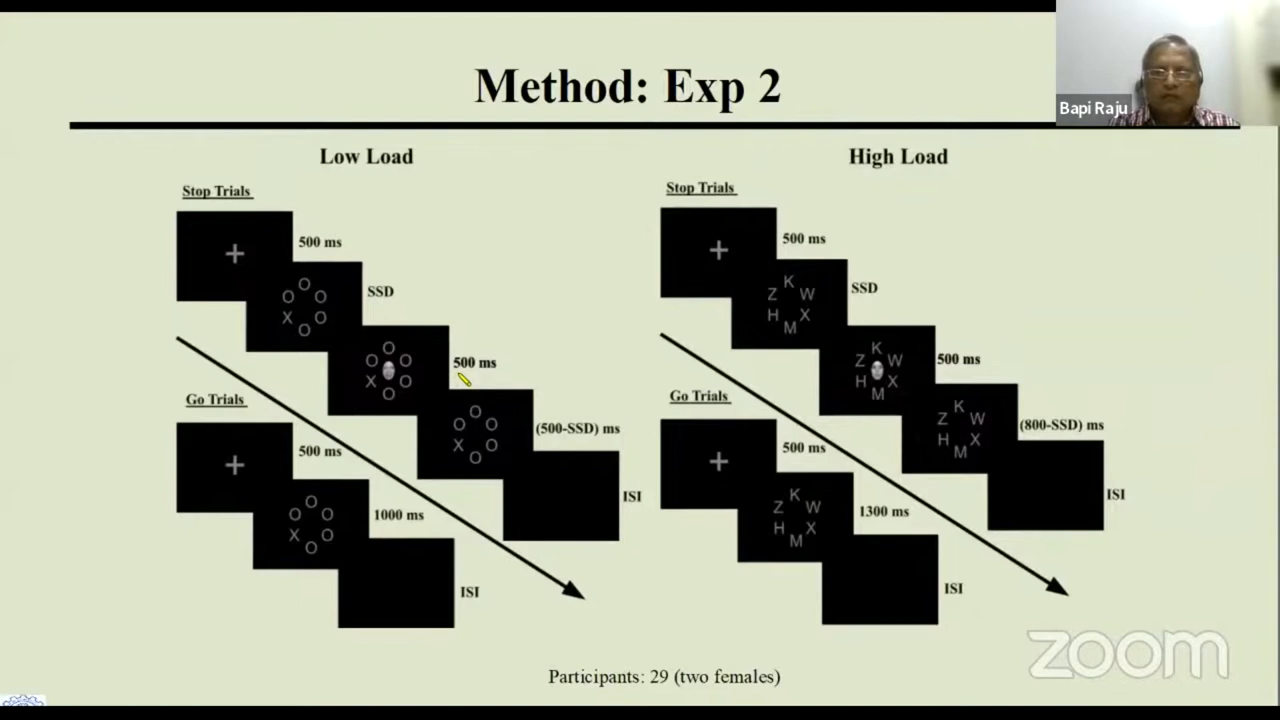 Method: Exp 2
Bapi Raju
Low Load
Stop Trials
+
500 ms
O
O O
X O
O
SSD
O
O O
X O
O
500 ms
O
O O
X O
O
(500-SSD) ms
ISI
Go Trials
+
500 ms
O
O O
X O
O
1000 ms
ISI
High Load
Stop Trials
+
500 ms
K
Z W
H X
M
SSD
K
Z W
H X
M
500 ms
K
Z W
H X
M
(800-SSD) ms
ISI
Go Trials
+
500 ms
K
Z W
H X
M
1300 ms
ISI
Participants: 29 (two females)
zoom